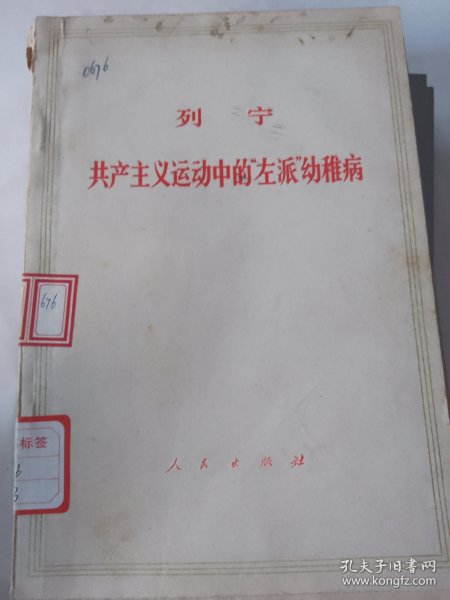 0676
列 宁
共产主义运动中的“左派”幼稚病
676
标签
人民出版社
孔夫子旧书网
www.kongfz.com